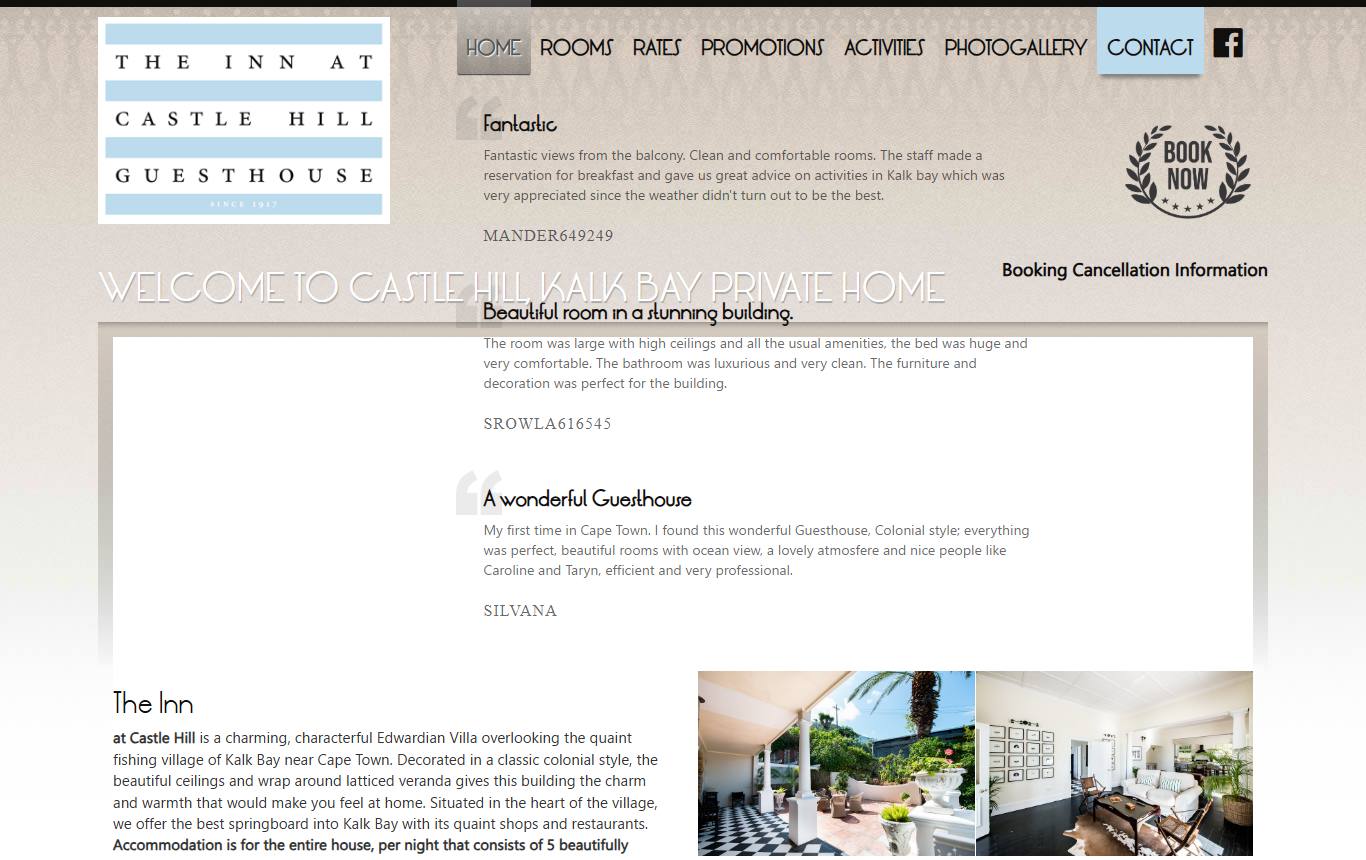 THE INN AT
CASTLE HILL
GUESTHOUSE
SINCE 1917
HOME ROOMS RATES PROMOTIONS ACTIVITIES PHOTOGALLERY CONTACT
Fantastic
Fantastic views from the balcony. Clean and comfortable rooms. The staff made a
reservation for breakfast and gave us great advice on activities in Kalk bay which was
very appreciated since the weather didn't turn out to be the best.
MANDER649249
BOOK
NOW
Booking Cancellation Information
WELCOME TO CASTLE HILL, KALK BAY PRIVATE HOME
Beautiful room in a stunning building.
The room was large with high ceilings and all the usual amenities, the bed was huge and
very comfortable. The bathroom was luxurious and very clean. The furniture and
decoration was perfect for the building.
SROWLA616545
A wonderful Guesthouse
My first time in Cape Town. I found this wonderful Guesthouse, Colonial style; everything
was perfect, beautiful rooms with ocean view, a lovely atmosfere and nice people like
Caroline and Taryn, efficient and very professional.
SILVANA
The Inn
at Castle Hill is a charming, characterful Edwardian Villa overlooking the quaint
fishing village of Kalk Bay near Cape Town. Decorated in a classic colonial style, the
beautiful ceilings and wrap around latticed veranda gives this building the charm
and warmth that would make you feel at home. Situated in the heart of the village,
we offer the best springboard into Kalk Bay with its quaint shops and restaurants.
Accommodation is for the entire house, per night that consists of 5 beautifully